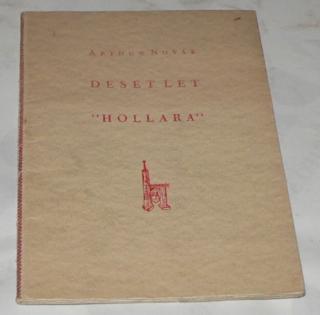 ARTHUR NOVÁK
DESET LET
"HOLLARA"